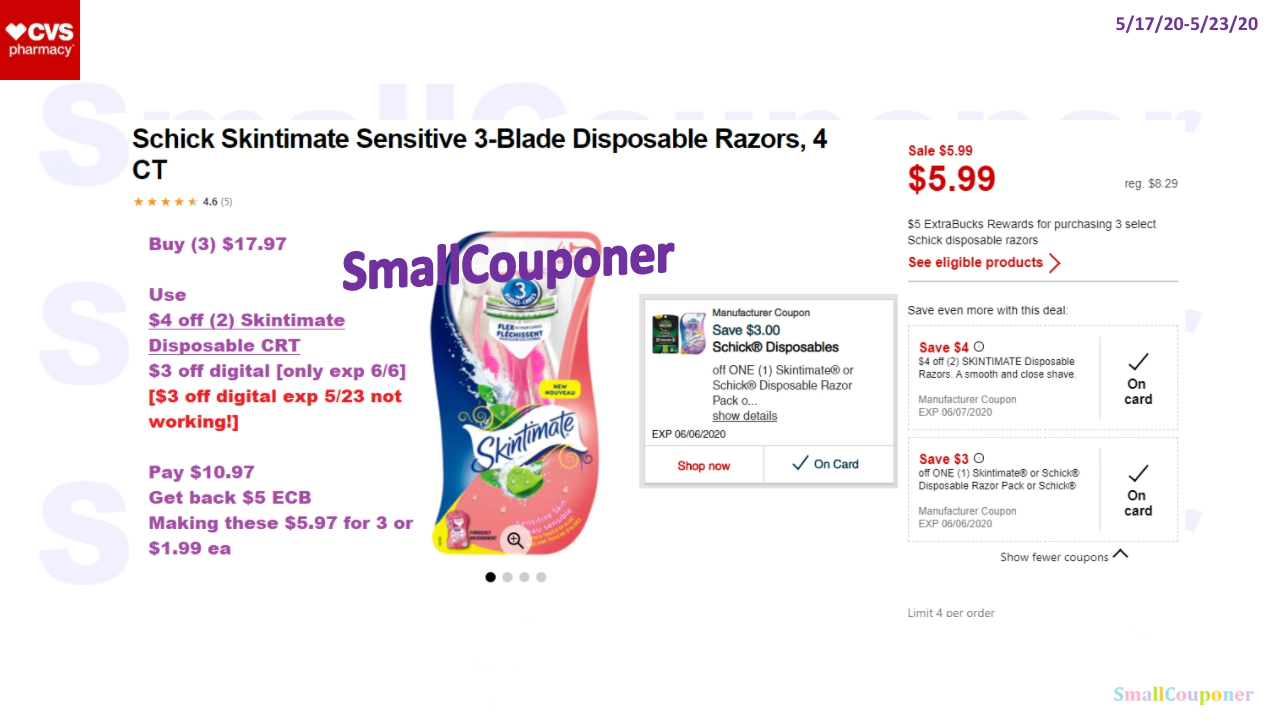 CVS
pharmacy
5/17/20-5/23/20
SmallCouponer
Schick Skintimate Sensitive 3-Blade Disposable Razors, 4
CT
4.6 (5)
Buy (3) $17.97
Use
$4 off (2) Skintimate
Disposable CRT
$3 off digital [only exp 6/6]
[$3 off digital exp 5/23 not
working!]
Pay $10.97
Get back $5 ECB
Making these $5.97 for 3 or
$1.99 ea
SmallCouponer
3
FLEX
FLÉCHISSENT
NEW
NOUVEAU
Skintimate
Sensitive Skin
Manufacturer Coupon
Save $3.00
Schick® Disposables
off ONE (1) Skintimate® or
Schick® Disposable Razor
Pack o...
show details
EXP 06/06/2020
Shop now
On Card
Sale $5.99
$5.99
reg. $8.29
$5 ExtraBucks Rewards for purchasing 3 select
Schick disposable razors
See eligible products
Save even more with this deal:
Save $4
$4 off (2) SKINTIMATE Disposable
Razors. A smooth and close shave.
Manufacturer Coupon
EXP 06/07/2020
On
card
Save $3
off ONE (1) Skintimate® or Schick®
Disposable Razor Pack or Schick®
Manufacturer Coupon
EXP 06/06/2020
On
card
Show fewer coupons
Limit 4 per order
SmallCouponer